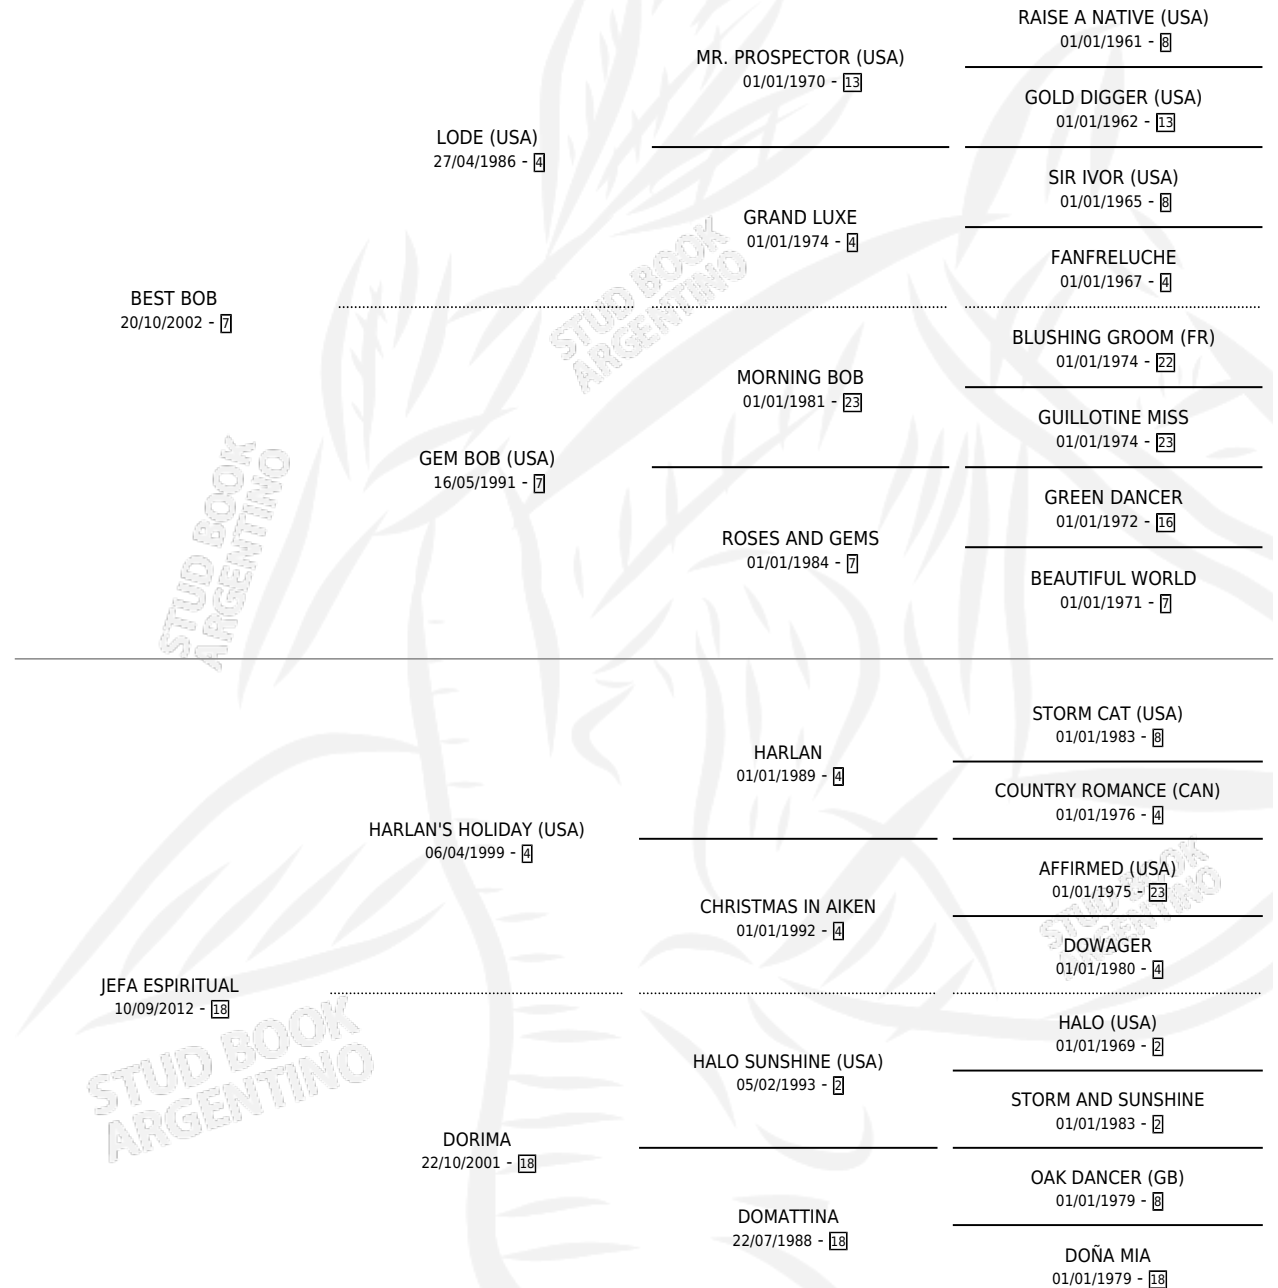 RAISE A NATIVE (USA)
01/01/1961 - 8
MR. PROSPECTOR (USA)
01/01/1970 - 13
GOLD DIGGER (USA)
01/01/1962 - 13
LODE (USA)
27/04/1986 - 4
SIR IVOR (USA)
01/01/1965 - 8
GRAND LUXE
01/01/1974 - 4
FANFRELUCHE
01/01/1967 - 4
BEST BOB
20/10/2002 - 7
BLUSHING GROOM (FR)
01/01/1974 - 22
MORNING BOB
01/01/1981 - 23
GUILLOTINE MISS
01/01/1974 - 23
GEM BOB (USA)
16/05/1991 - 7
GREEN DANCER
01/01/1972 - 16
ROSES AND GEMS
01/01/1984 - 7
BEAUTIFUL WORLD
01/01/1971 - 7
STORM CAT (USA)
01/01/1983 - 8
HARLAN
01/01/1989 - 4
COUNTRY ROMANCE (CAN)
01/01/1976 - 4
HARLAN'S HOLIDAY (USA)
06/04/1999 - 4
AFFIRMED (USA)
01/01/1975 - 23
CHRISTMAS IN AIKEN
01/01/1992 - 4
DOWAGER
01/01/1980 - 4
JEFA ESPIRITUAL
10/09/2012 - 18
HALO (USA)
01/01/1969 - 2
HALO SUNSHINE (USA)
05/02/1993 - 2
STORM AND SUNSHINE
01/01/1983 - 2
DORIMA
22/10/2001 - 18
OAK DANCER (GB)
01/01/1979 - 8
DOMATTINA
22/07/1988 - 18
DOÑA MIA
01/01/1979 - 18
STUD BOOK
ARGENTINO
STUD BOOK
ARGENTINO
STUD BOOK
ARGENTINO
STUD BOOK
ARGENTINO